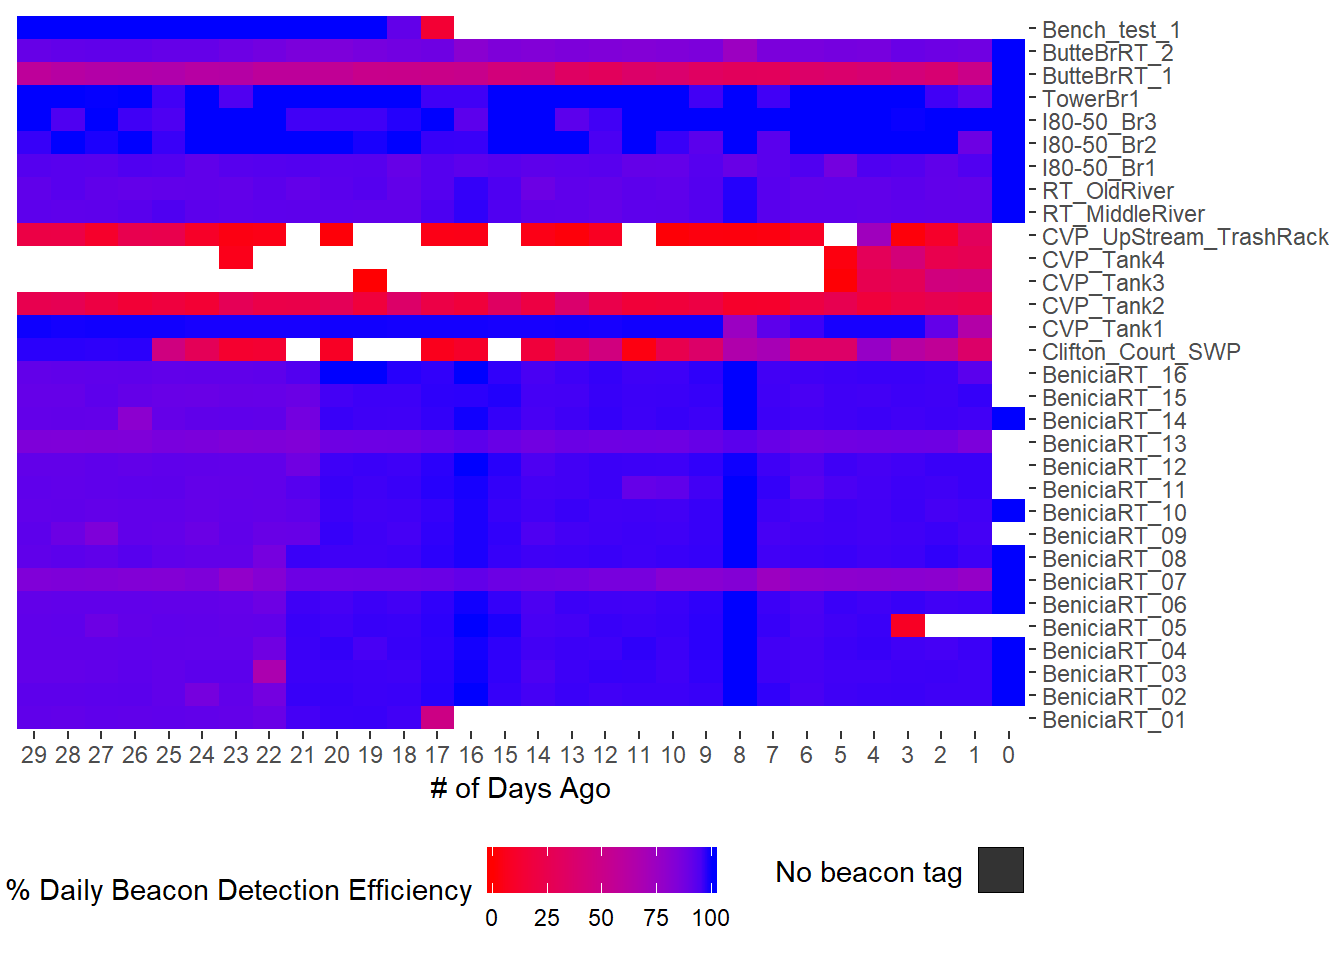 Bench_test_1
ButteBrRT_2
ButteBrRT_1
TowerBr1
I80-50_Br3
I80-50_Br2
I80-50_Br1
RT_OldRiver
RT_MiddleRiver
CVP_UpStream_TrashRack
CVP_Tank4
CVP_Tank3
CVP_Tank2
CVP_Tank1
Clifton_Court_SWP
BeniciaRT_16
BeniciaRT_15
BeniciaRT_14
BeniciaRT_13
BeniciaRT_12
BeniciaRT_11
BeniciaRT_10
BeniciaRT_09
BeniciaRT_08
BeniciaRT_07
BeniciaRT_06
BeniciaRT_05
BeniciaRT_04
BeniciaRT_03
BeniciaRT_02
BeniciaRT_01
29 28 27 26 25 24 23 22 21 20 19 18 17 16 15 14 13 12 11 10 9 8 7 6 5 4 3 2 1 0
# of Days Ago
% Daily Beacon Detection Efficiency
0 25 50 75 100
No beacon tag